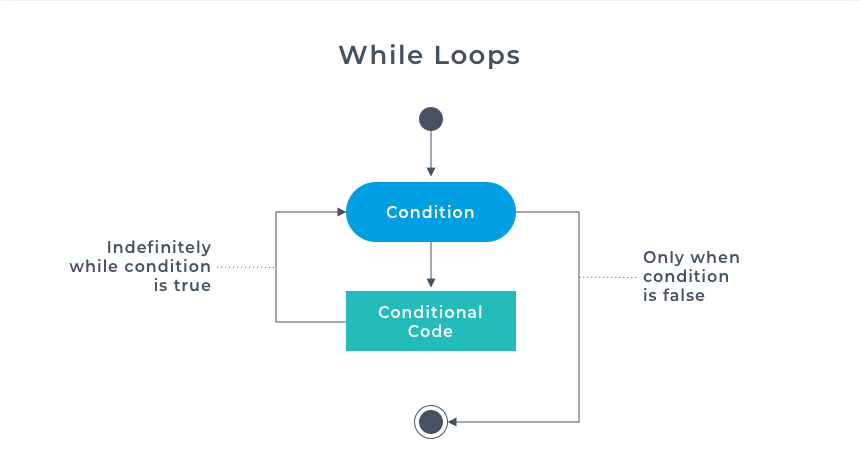 While Loops
Condition
Indefinitely
while condition
is true
Only when
condition
is false
Conditional
Code